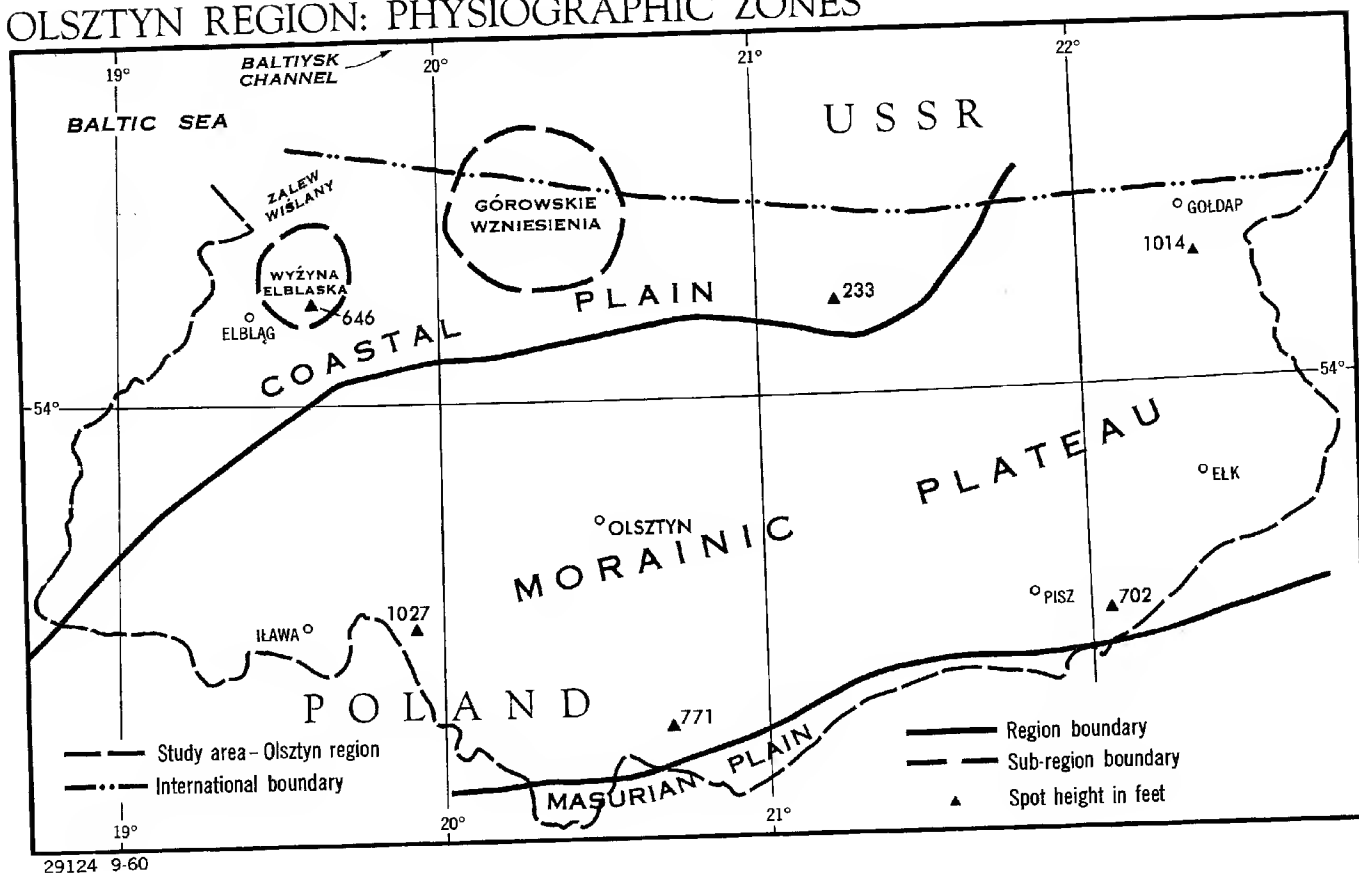 OLSZTYN REGION: PHYSIOGRAPHIC ZONES
19°
BALTIYSK
CHANNEL
20°
21°
22°
BALTIC SEA
USSR
ZALEW
WIŚLANY
GÓROWSKIE
WZNIESIENIA
GOŁDAP
1014
WYŻYNA
ELBLASKA
646
ELBLĄG
233
COASTAL PLAIN
54°
54°
MORAINIC PLATEAU
EŁK
OLSZTYN
PISZ
702
1027
IŁAWA
POLAND
771
MASURIAN PLAIN
Study area – Olsztyn region
International boundary
Region boundary
Sub-region boundary
Spot height in feet
19°
20°
21°
29124 9-60